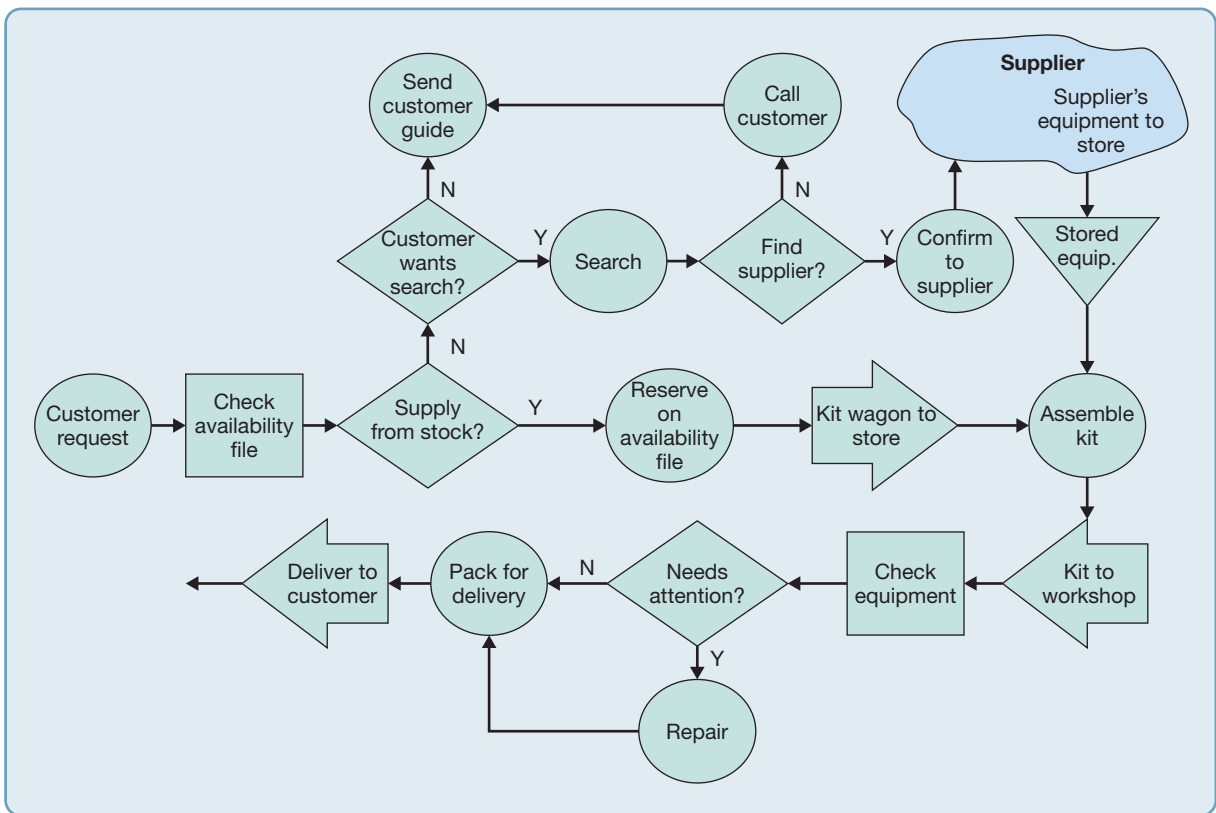 Send
customer
guide
Call
customer
Supplier
Supplier's
equipment to
store
N
N
Customer
wants
search?
Y
Search
Find
supplier?
Y
Confirm
to
supplier
Stored
equip.
N
Customer
request
Check
availability
file
Supply
from stock?
Y
Reserve
on
availability
file
Kit wagon to
store
Assemble
kit
Deliver to
customer
Pack for
delivery
N
Needs
attention?
Check
equipment
Kit to
workshop
Y
Repair